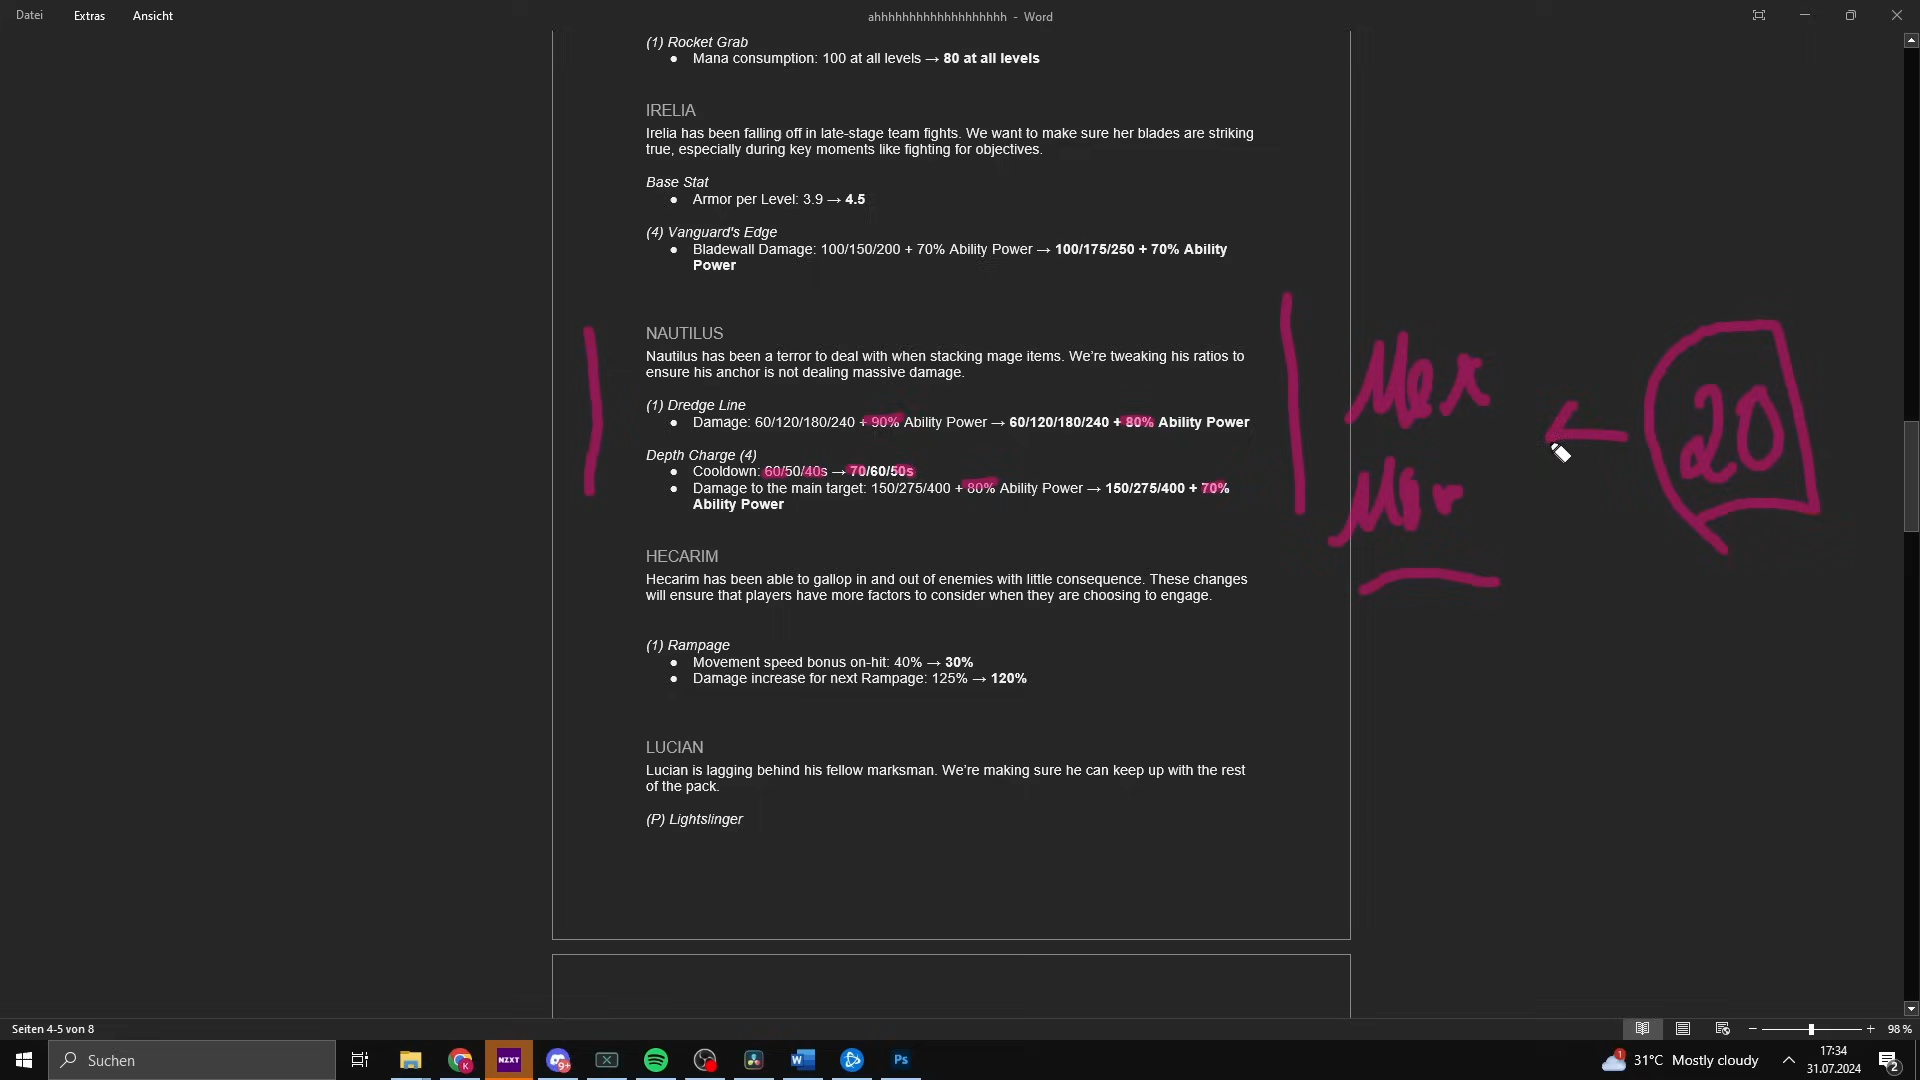 Datei Extras Ansicht ahhhhhhhhhhhhhhhhhhh - Word
(1) Rocket Grab
● Mana consumption: 100 at all levels → 80 at all levels
IRELIA
Irelia has been falling off in late-stage team fights. We want to make sure her blades are striking
true, especially during key moments like fighting for objectives.
Base Stat
● Armor per Level: 3.9 → 4.5
(4) Vanguard's Edge
● Bladewall Damage: 100/150/200 + 70% Ability Power → 100/175/250 + 70% Ability
Power
NAUTILUS
Nautilus has been a terror to deal with when stacking mage items. We're tweaking his ratios to
ensure his anchor is not dealing massive damage.
(1) Dredge Line
● Damage: 60/120/180/240 + 90% Ability Power → 60/120/180/240 + 80% Ability Power
Depth Charge (4)
● Cooldown: 60/50/40s → 70/60/50s
● Damage to the main target: 150/275/400 + 80% Ability Power → 150/275/400 + 70%
Ability Power
20
HECARIM
Hecarim has been able to gallop in and out of enemies with little consequence. These changes
will ensure that players have more factors to consider when they are choosing to engage.
(1) Rampage
● Movement speed bonus on-hit: 40% → 30%
● Damage increase for next Rampage: 125% → 120%
LUCIAN
Lucian is lagging behind his fellow marksman. We're making sure he can keep up with the rest
of the pack.
(P) Lightslinger
Seiten 4-5 von 8
98 %
Suchen
NZXT
9+
W
Ps
1
31°C Mostly cloudy
17:34
31.07.2024
2